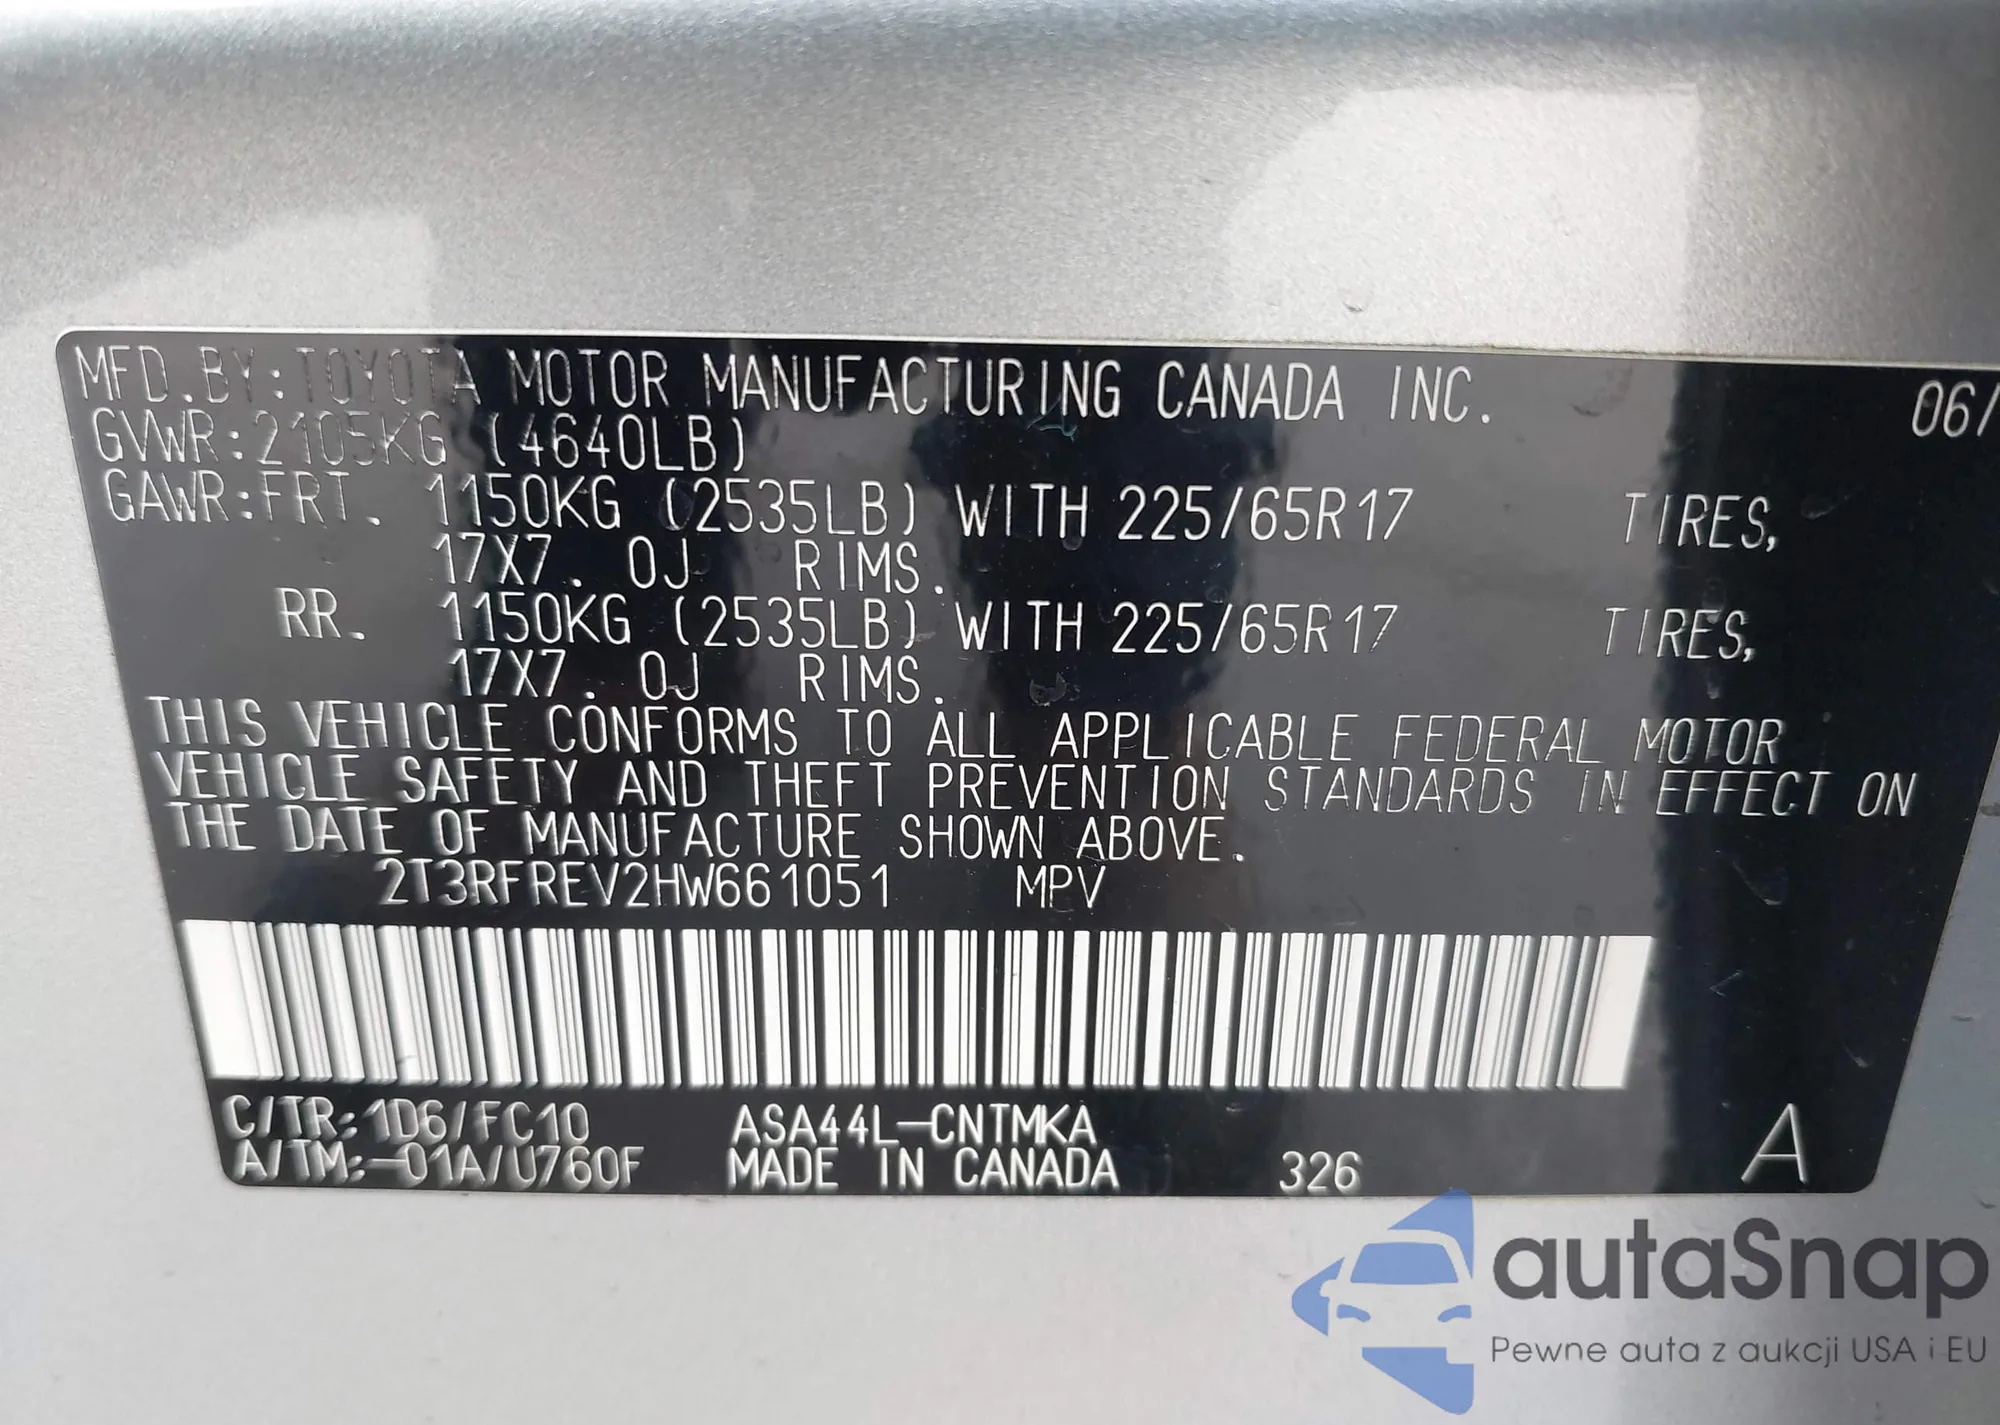 MFD.BY:TOYOTA MOTOR MANUFACTURING CANADA INC. 06/
GVWR:2105KG (4640LB)
GAWR:FRT. 1150KG (2535LB) WITH 225/65R17 TIRES,
17X7.0J RIMS.
RR. 1150KG (2535LB) WITH 225/65R17 TIRES,
17X7.0J RIMS.
THIS VEHICLE CONFORMS TO ALL APPLICABLE FEDERAL MOTOR
VEHICLE SAFETY AND THEFT PREVENTION STANDARDS IN EFFECT ON
THE DATE OF MANUFACTURE SHOWN ABOVE.
2T3RFREV2HW661051 MPV
C/TR:1D6/FC10 ASA44L-CNTMKA
A/TM:-01A/U760F MADE IN CANADA 326 A
autaSnap
Pewne auta z aukcji USA i EU